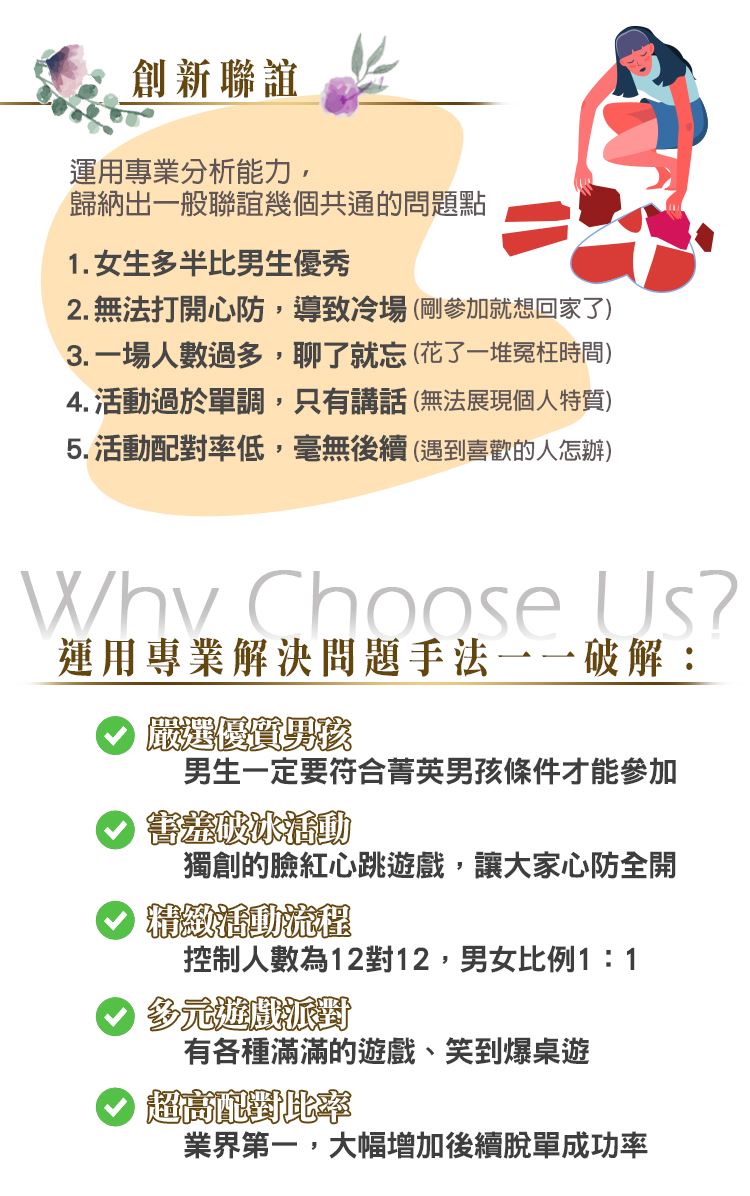 創新聯誼
運用專業分析能力，
歸納出一般聯誼幾個共通的問題點
1. 女生多半比男生優秀
2. 無法打開心防，導致冷場 (剛參加就想回家了)
3. 一場人數過多，聊了就忘 (花了一堆冤枉時間)
4. 活動過於單調，只有講話 (無法展現個人特質)
5. 活動配對率低，毫無後續 (遇到喜歡的人怎辦)
Why Choose Us?
運用專業解決問題手法一一破解：
嚴選優質男孩
男生一定要符合菁英男孩條件才能參加
害羞破冰活動
獨創的臉紅心跳遊戲，讓大家心防全開
精緻活動流程
控制人數為12對12，男女比例1：1
多元遊戲派對
有各種滿滿的遊戲、笑到爆桌遊
超高配對比率
業界第一，大幅增加後續脫單成功率